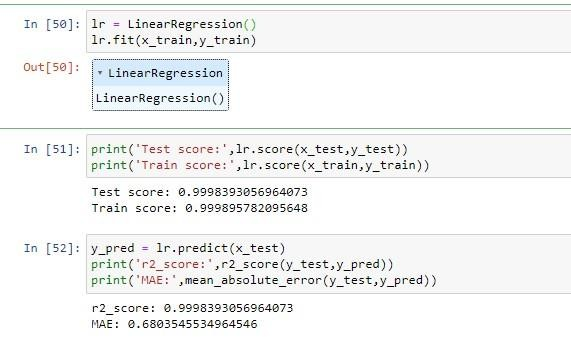 In [50]: lr = LinearRegression()
lr.fit(x_train,y_train)
Out[50]: ▾ LinearRegression
LinearRegression()
In [51]: print('Test score:',lr.score(x_test,y_test))
print('Train score:',lr.score(x_train,y_train))
Test score: 0.9998393056964073
Train score: 0.999895782095648
In [52]: y_pred = lr.predict(x_test)
print('r2_score:',r2_score(y_test,y_pred))
print('MAE:',mean_absolute_error(y_test,y_pred))
r2_score: 0.9998393056964073
MAE: 0.6803545534964546